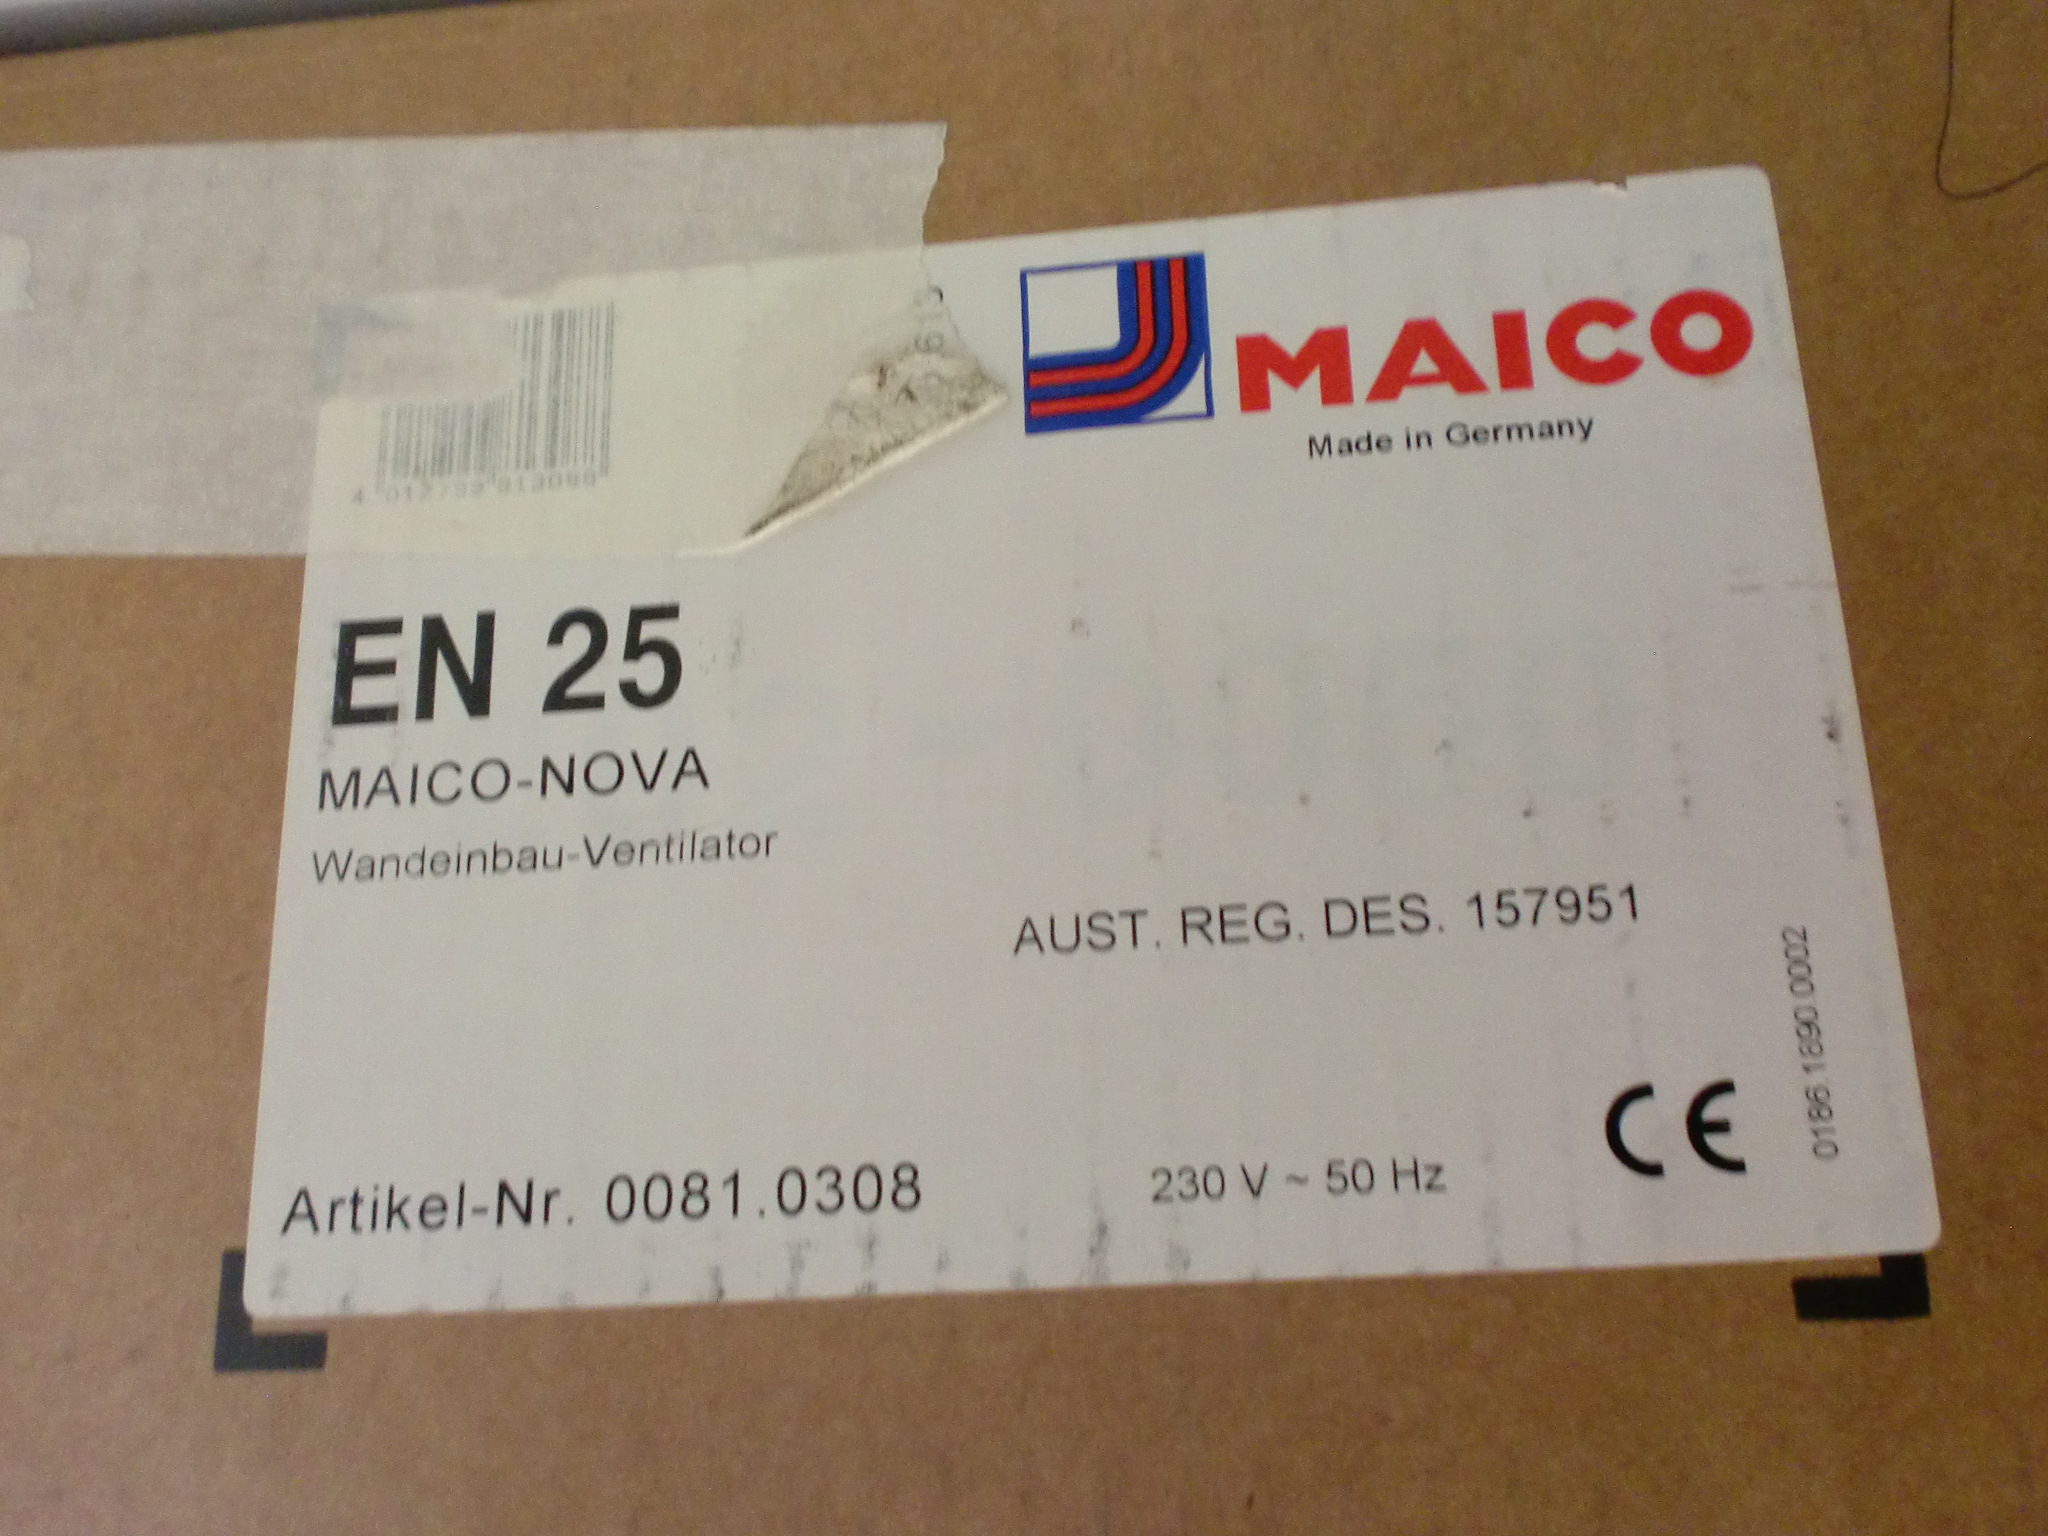 MAICO
Made in Germany
EN 25
MAICO-NOVA
Wandeinbau-Ventilator
AUST. REG. DES. 157951
0186.1890.0002
CE
Artikel-Nr. 0081.0308
230 V ~ 50 Hz